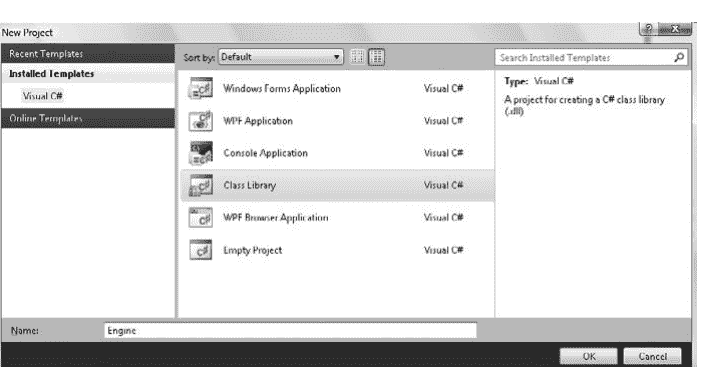 New Project
Recent Templates
Installed Templates
Visual C#
Online Templates
Sort by: Default
Search Installed Templates
Windows Forms Application Visual C#
WPF Application Visual C#
Console Application Visual C#
Class Library Visual C#
WPF Browser Application Visual C#
Empty Project Visual C#
Type: Visual C#
A project for creating a C# class library
(.dll)
Name: Engine
OK Cancel